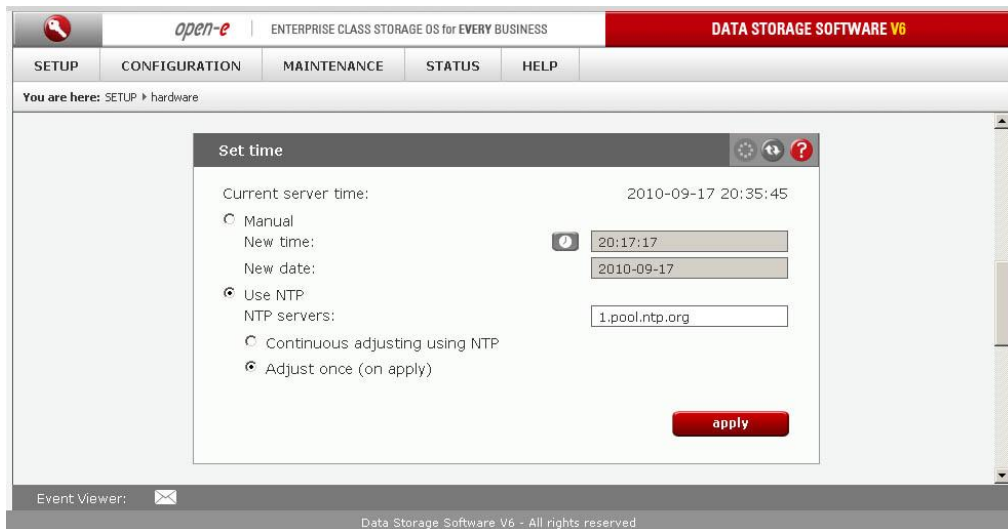 open-e
ENTERPRISE CLASS STORAGE OS for EVERY BUSINESS
DATA STORAGE SOFTWARE V6
SETUP CONFIGURATION MAINTENANCE STATUS HELP
You are here: SETUP hardware
Set time
?
Current server time: 2010-09-17 20:35:45
Manual
New time: 20:17:17
New date: 2010-09-17
Use NTP
NTP servers: 1.pool.ntp.org
Continuous adjusting using NTP
Adjust once (on apply)
apply
Event Viewer:
Data Storage Software V6 - All rights reserved